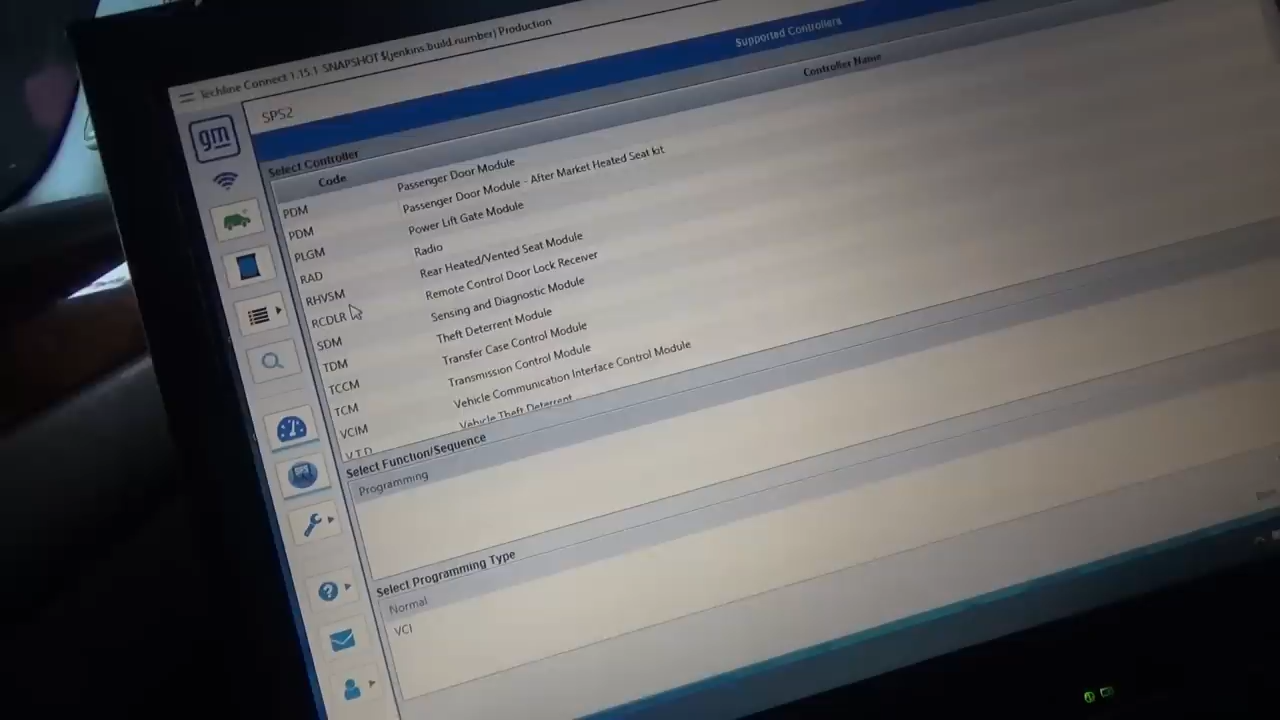 Techline Connect 1.15.1 SNAPSHOT $(jenkins.build.number) Production
gm
SPS2
Supported Controllers
Select Controller
Code Controller Name
PDM Passenger Door Module
PDM Passenger Door Module - After Market Heated Seat kit
PLGM Power Lift Gate Module
RAD Radio
RHVSM Rear Heated/Vented Seat Module
RCDLR Remote Control Door Lock Receiver
SDM Sensing and Diagnostic Module
TDM Theft Deterrent Module
TCCM Transfer Case Control Module
TCM Transmission Control Module
VCIM Vehicle Communication Interface Control Module
V.T.D Vehicle Theft Deterrent
Select Function/Sequence
Programming
Select Programming Type
Normal
VCI